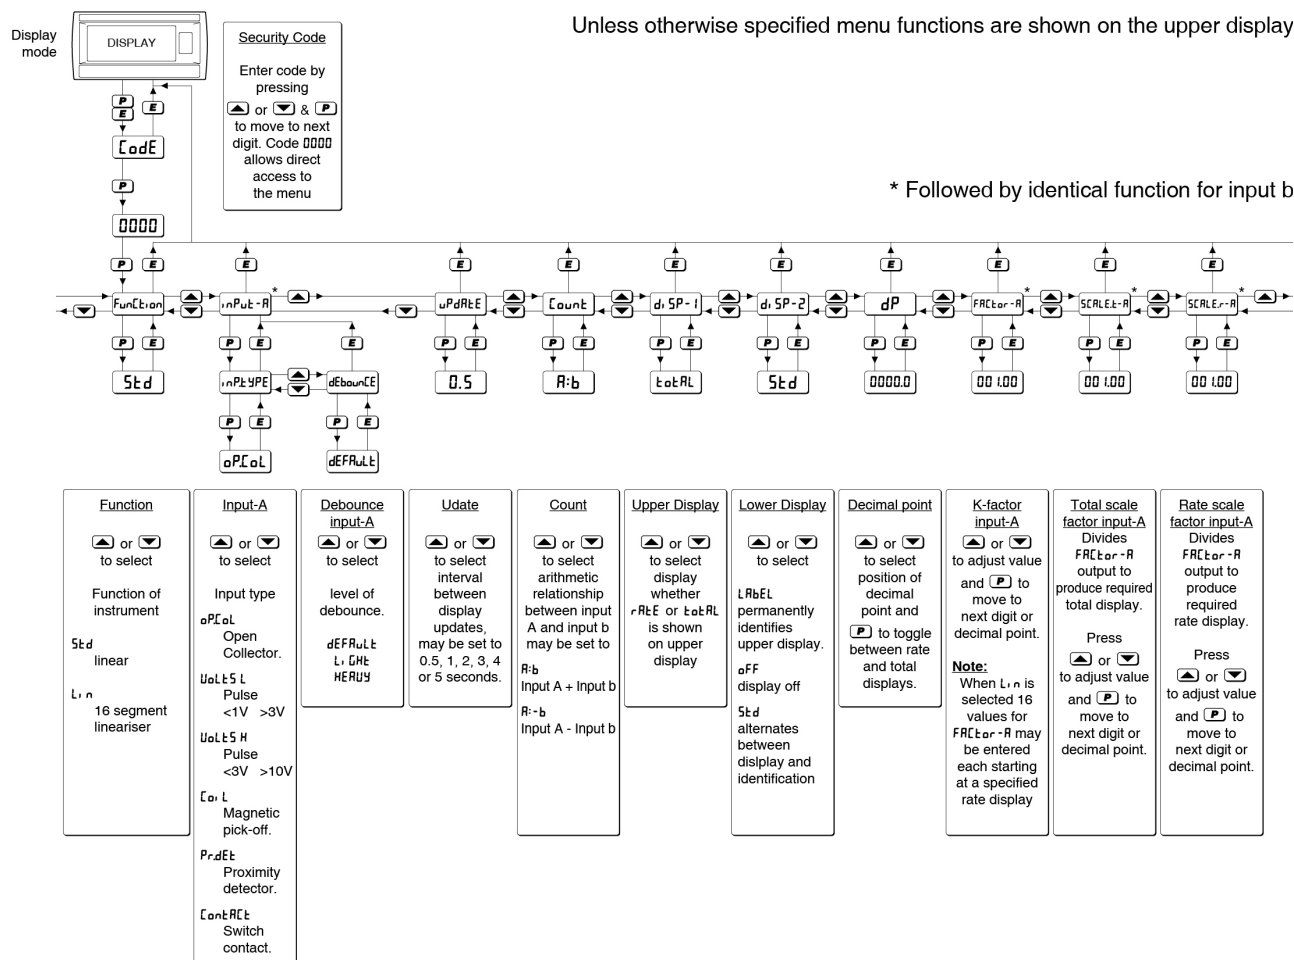 Unless otherwise specified menu functions are shown on the upper display
Display
mode
DISPLAY
Security Code
Enter code by
pressing
or & P
to move to next
digit. Code 0000
allows direct
access to
the menu
P
E
E
CodE
P
* Followed by identical function for input b
0000
P E E E E E E E E E E
FunCtion
inPut-A *
uPdAtE
Count
diSP-1
diSP-2
dP
FACtor-A *
SCALE.t-A *
SCALE.r-A *
P E P E E P E P E P E P E P E P E P E P E
Std
inP.tYPE
dEbounCE
0.5
A:b
totAL
Std
0000.0
001.00
001.00
001.00
P E P E
oP.CoL
dEFAuLt
Function
or
to select
Function of
instrument
Std
linear
Lin
16 segment
lineariser
Input-A
or
to select
Input type
oP.CoL
Open
Collector.
VoLtS L
Pulse
<1V >3V
VoLtS H
Pulse
<3V >10V
CoiL
Magnetic
pick-off.
Pr.dEt
Proximity
detector.
ContACt
Switch
contact.
Debounce
input-A
or
to select
level of
debounce.
dEFAuLt
LiGHt
HEAVY
Udate
or
to select
interval
between
display
updates,
may be set to
0.5, 1, 2, 3, 4
or 5 seconds.
Count
or
to select
arithmetic
relationship
between input
A and input b
may be set to
A:b
Input A + Input b
A:-b
Input A - Input b
Upper Display
or
to select
display
whether
rAtE or totAL
is shown
on upper
display
Lower Display
or
to select
LAbEL
permanently
identifies
upper display.
oFF
display off
Std
alternates
between
dislplay and
identification
Decimal point
or
to select
position of
decimal
point and
P to toggle
between rate
and total
displays.
K-factor
input-A
or
to adjust value
and P to
move to
next digit or
decimal point.
Note:
When Lin is
selected 16
values for
FACtor-A may
be entered
each starting
at a specified
rate display
Total scale
factor input-A
Divides
FACtor-A
output to
produce required
total display.
Press
or
to adjust value
and P to
move to
next digit or
decimal point.
Rate scale
factor input-A
Divides
FACtor-A
output to
produce
required
rate display.
Press
or
to adjust value
and P to
move to
next digit or
decimal point.